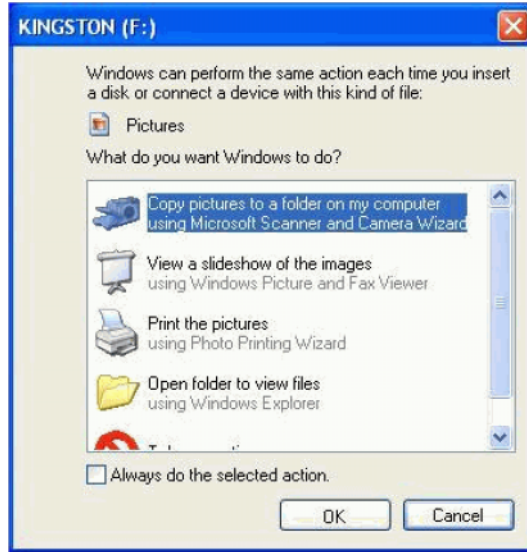 KINGSTON (F:)
Windows can perform the same action each time you insert
a disk or connect a device with this kind of file:
Pictures
What do you want Windows to do?
Copy pictures to a folder on my computer
using Microsoft Scanner and Camera Wizard
View a slideshow of the images
using Windows Picture and Fax Viewer
Print the pictures
using Photo Printing Wizard
Open folder to view files
using Windows Explorer
Always do the selected action.
OK
Cancel